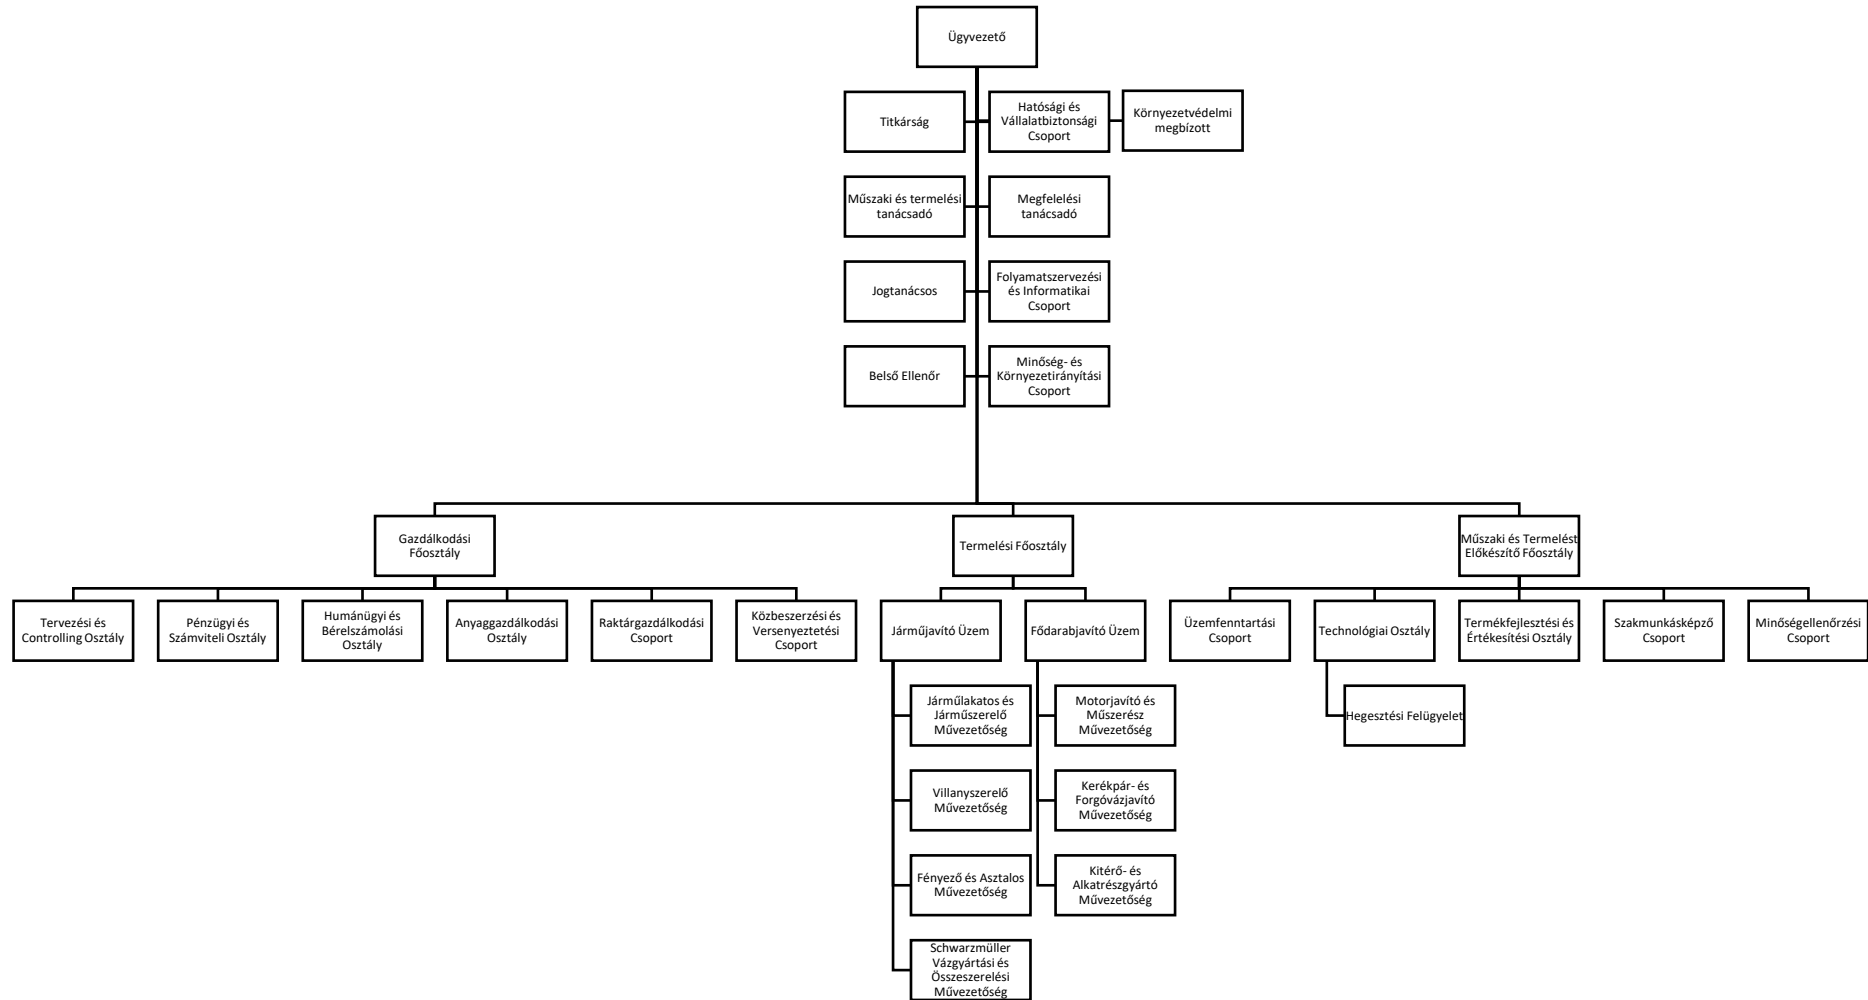 Ügyvezető
Titkárság
Hatósági és
Vállalatbiztonsági
Csoport
Környezetvédelmi
megbízott
Műszaki és termelési
tanácsadó
Megfelelési
tanácsadó
Jogtanácsos
Folyamatszervezési
és Informatikai
Csoport
Belső Ellenőr
Minőség- és
Környezetirányítási
Csoport
Gazdálkodási
Főosztály
Termelési Főosztály
Műszaki és Termelést
Előkészítő Főosztály
Tervezési és
Controlling Osztály
Pénzügyi és
Számviteli Osztály
Humánügyi és
Bérelszámolási
Osztály
Anyaggazdálkodási
Osztály
Raktárgazdálkodási
Csoport
Közbeszerzési és
Versenyeztetési
Csoport
Járműjavító Üzem
Fődarabjavító Üzem
Üzemfenntartási
Csoport
Technológiai Osztály
Termékfejlesztési és
Értékesítési Osztály
Szakmunkásképző
Csoport
Minőségellenőrzési
Csoport
Járműlakatos és
Járműszerelő
Művezetőség
Motorjavító és
Műszerész
Művezetőség
Hegesztési Felügyelet
Villanyszerelő
Művezetőség
Kerékpár- és
Forgóvázjavító
Művezetőség
Fényező és Asztalos
Művezetőség
Kitérő- és
Alkatrészgyártó
Művezetőség
Schwarzmüller
Vázgyártási és
Összeszerelési
Művezetőség